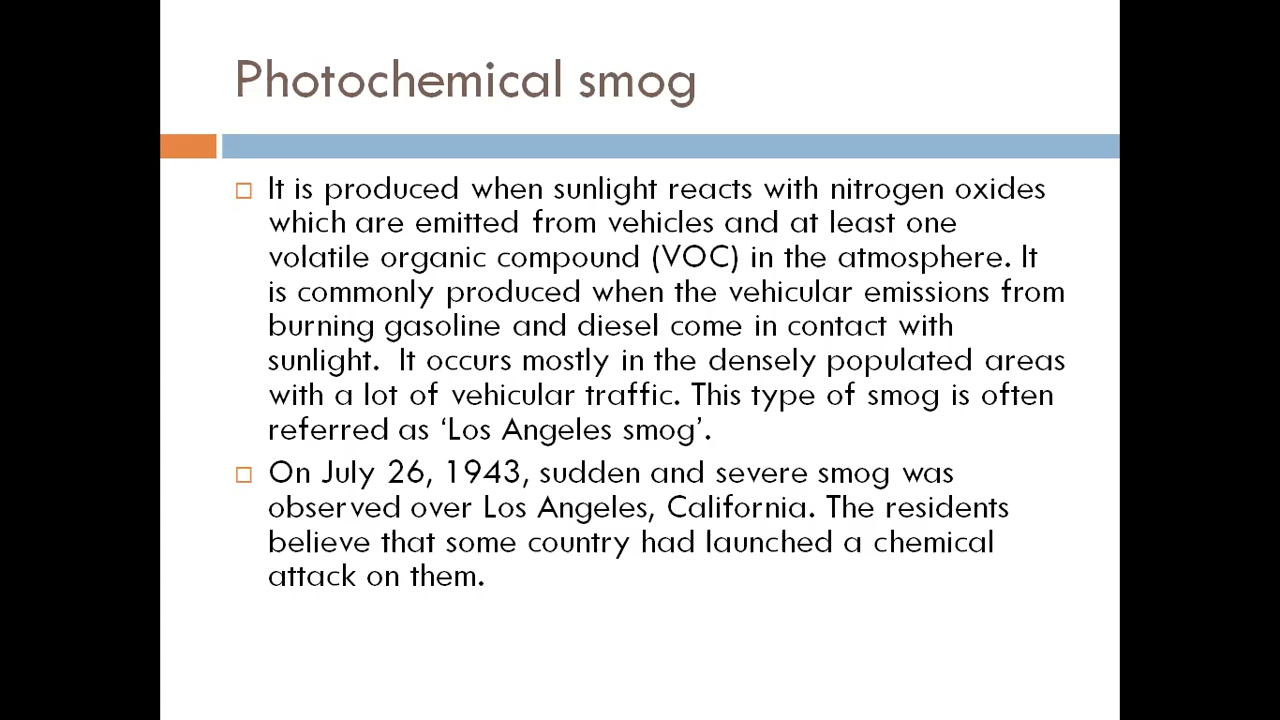 Photochemical smog
It is produced when sunlight reacts with nitrogen oxides
which are emitted from vehicles and at least one
volatile organic compound (VOC) in the atmosphere. It
is commonly produced when the vehicular emissions from
burning gasoline and diesel come in contact with
sunlight.  It occurs mostly in the densely populated areas
with a lot of vehicular traffic. This type of smog is often
referred as ‘Los Angeles smog’.
On July 26, 1943, sudden and severe smog was
observed over Los Angeles, California. The residents
believe that some country had launched a chemical
attack on them.